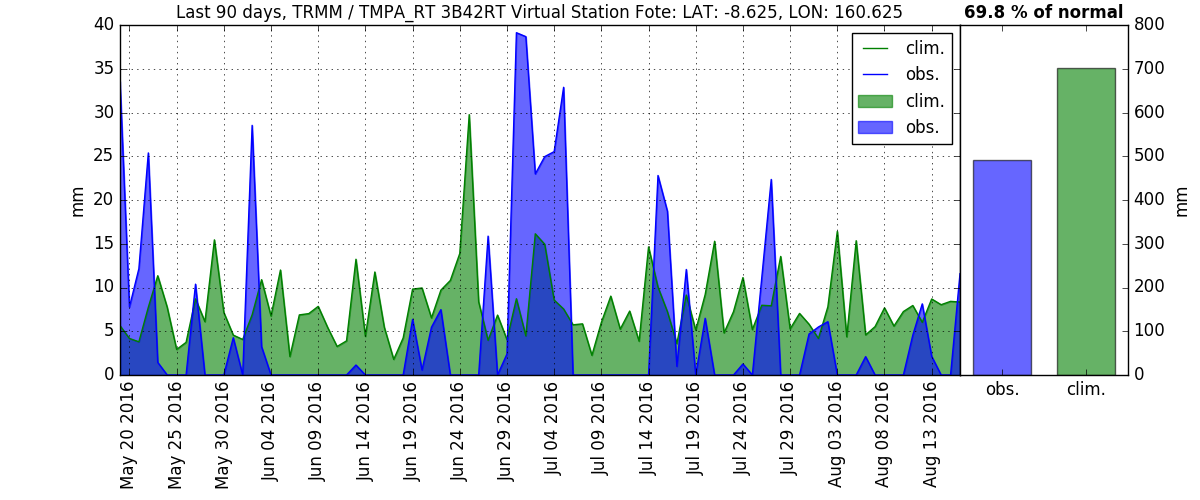 Last 90 days, TRMM / TMPA_RT 3B42RT Virtual Station Fote: LAT: -8.625, LON: 160.625
69.8 % of normal
40
35
30
25
20
15
10
5
0
mm
clim.
obs.
clim.
obs.
800
700
600
500
400
300
200
100
0
mm
May 20 2016
May 25 2016
May 30 2016
Jun 04 2016
Jun 09 2016
Jun 14 2016
Jun 19 2016
Jun 24 2016
Jun 29 2016
Jul 04 2016
Jul 09 2016
Jul 14 2016
Jul 19 2016
Jul 24 2016
Jul 29 2016
Aug 03 2016
Aug 08 2016
Aug 13 2016
obs.
clim.